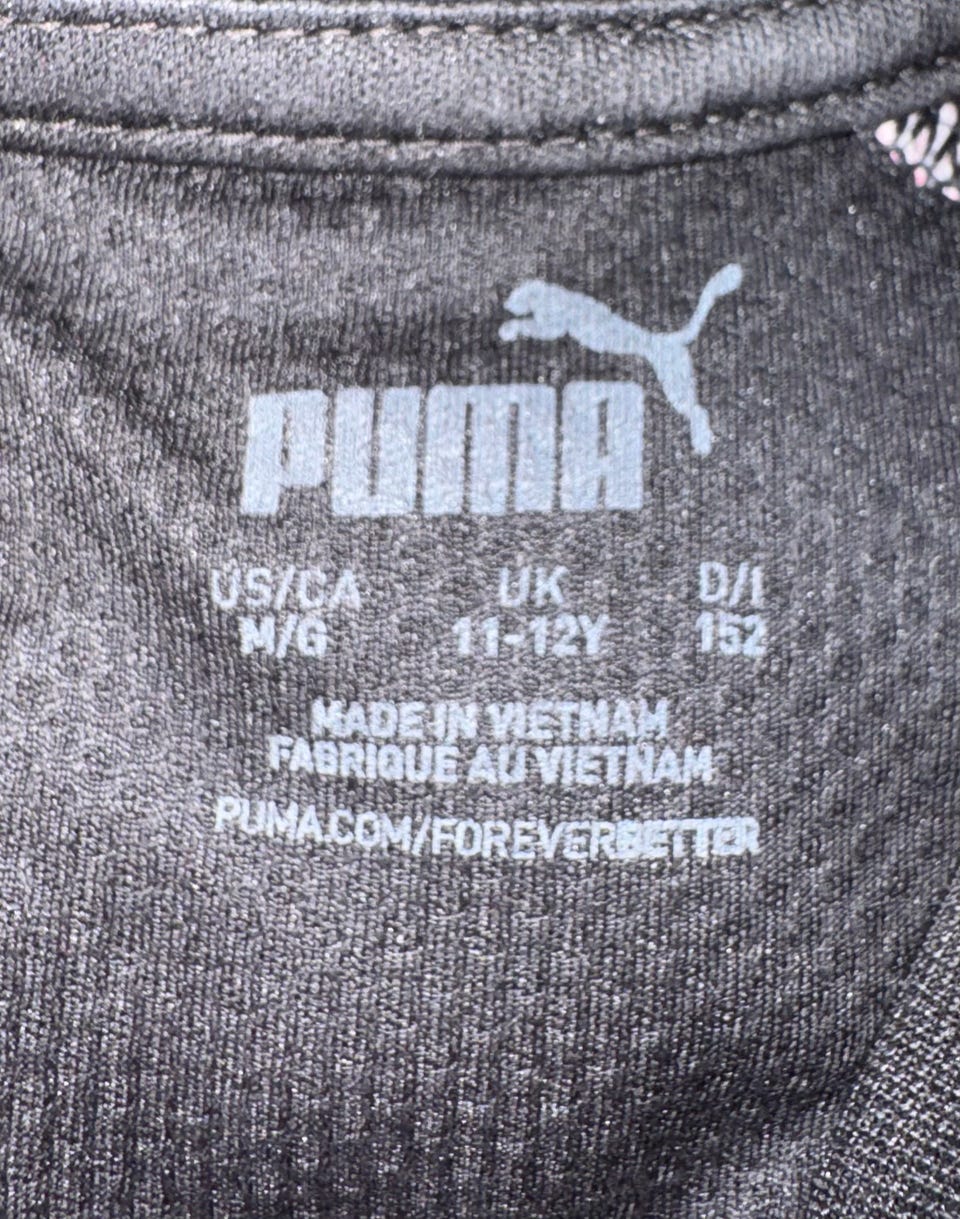 PUMA
US/CA UK D/I
M/G 11-12Y 152
MADE IN VIETNAM
FABRIQUE AU VIETNAM
PUMA.COM/FOREVERBETTER